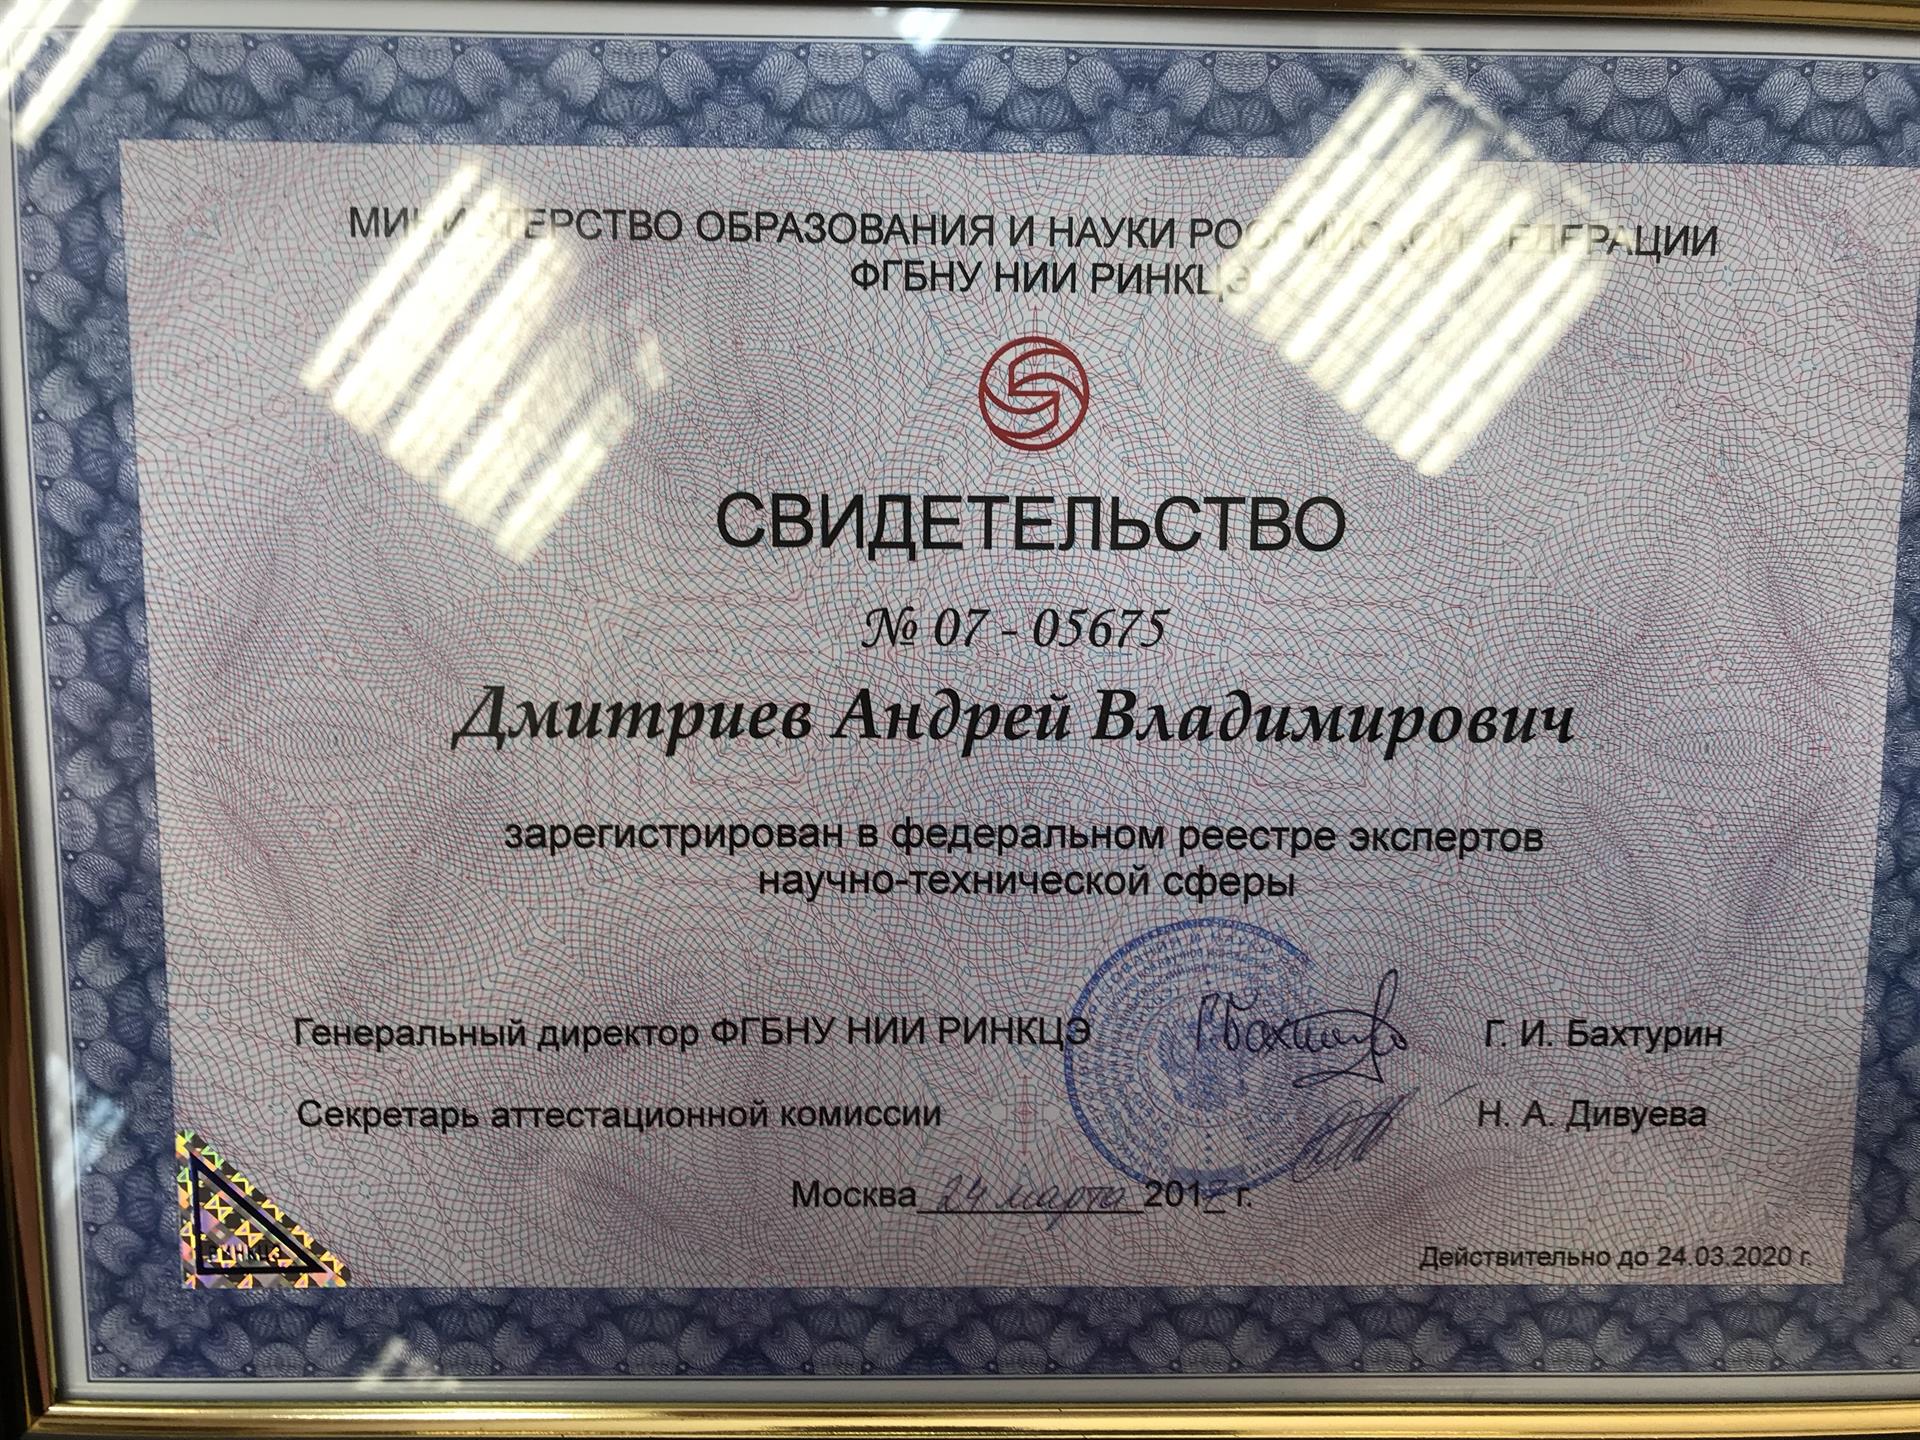 МИНИСТЕРСТВО ОБРАЗОВАНИЯ И НАУКИ РОССИЙСКОЙ ФЕДЕРАЦИИ
ФГБНУ НИИ РИНКЦЭ
СВИДЕТЕЛЬСТВО
№ 07 - 05675
Дмитриев Андрей Владимирович
зарегистрирован в федеральном реестре экспертов
научно-технической сферы
Генеральный директор ФГБНУ НИИ РИНКЦЭ Г. И. Бахтурин
Секретарь аттестационной комиссии Н. А. Дивуева
Москва 24 марта 2017 г.
РИНКЦЭ
Действительно до 24.03.2020 г.